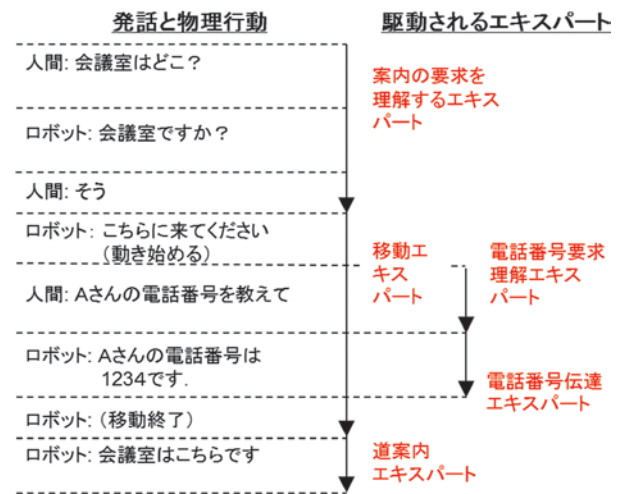 発話と物理行動
駆動されるエキスパート
人間: 会議室はどこ？
案内の要求を
理解するエキス
パート
ロボット: 会議室ですか？
人間: そう
ロボット: こちらに来てください
(動き始める)
移動エ
キス
パート
電話番号要求
理解エキス
パート
人間: Aさんの電話番号を教えて
ロボット: Aさんの電話番号は
1234です.
電話番号伝達
エキスパート
ロボット: (移動終了)
ロボット: 会議室はこちらです
道案内
エキスパート